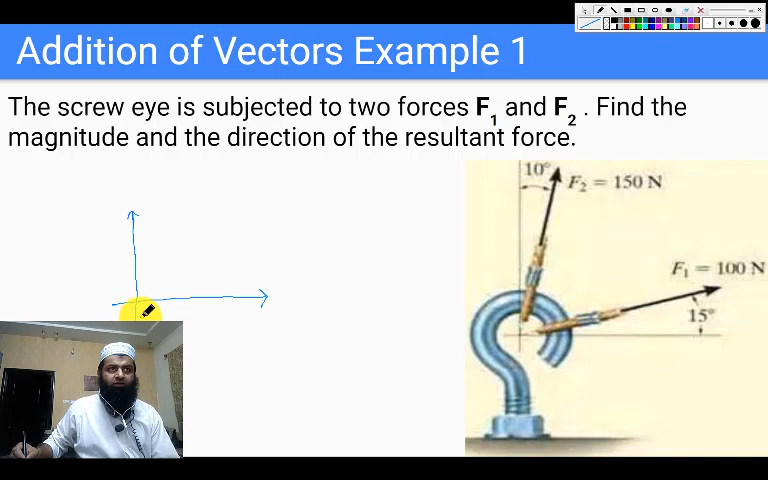 Addition of Vectors Example 1
The screw eye is subjected to two forces F1 and F2 . Find the
magnitude and the direction of the resultant force.
10°
F2 = 150 N
F1 = 100 N
15°